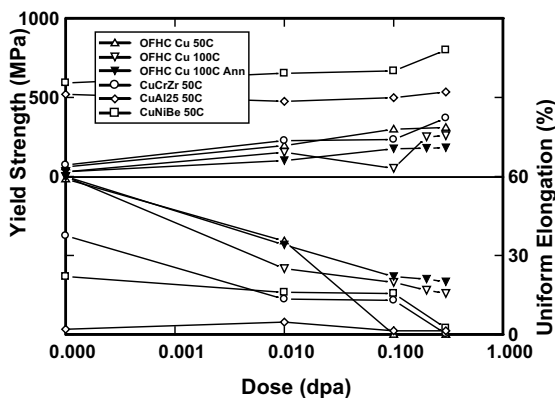 1000
500
0
Yield Strength (MPa)
OFHC Cu 50C
OFHC Cu 100C
OFHC Cu 100C Ann
CuCrZr 50C
CuAl25 50C
CuNiBe 50C
60
30
0
Uniform Elongation (%)
0.000 0.001 0.010 0.100 1.000
Dose (dpa)